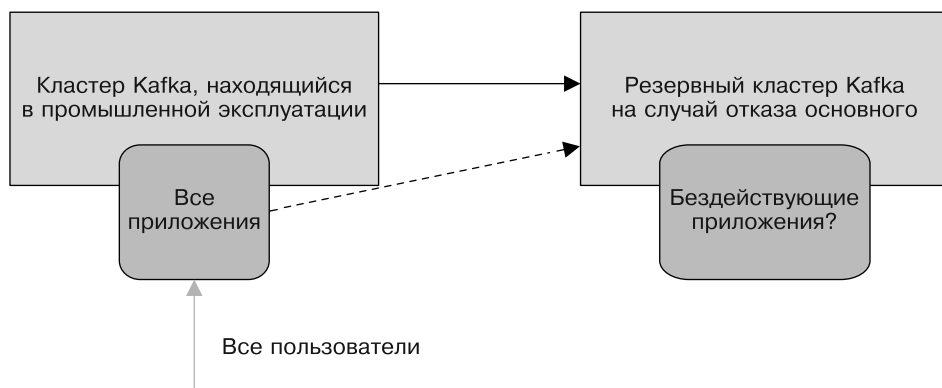 Кластер Kafka, находящийся
в промышленной эксплуатации
Резервный кластер Kafka
на случай отказа основного
Все
приложения
Бездействующие
приложения?
Все пользователи